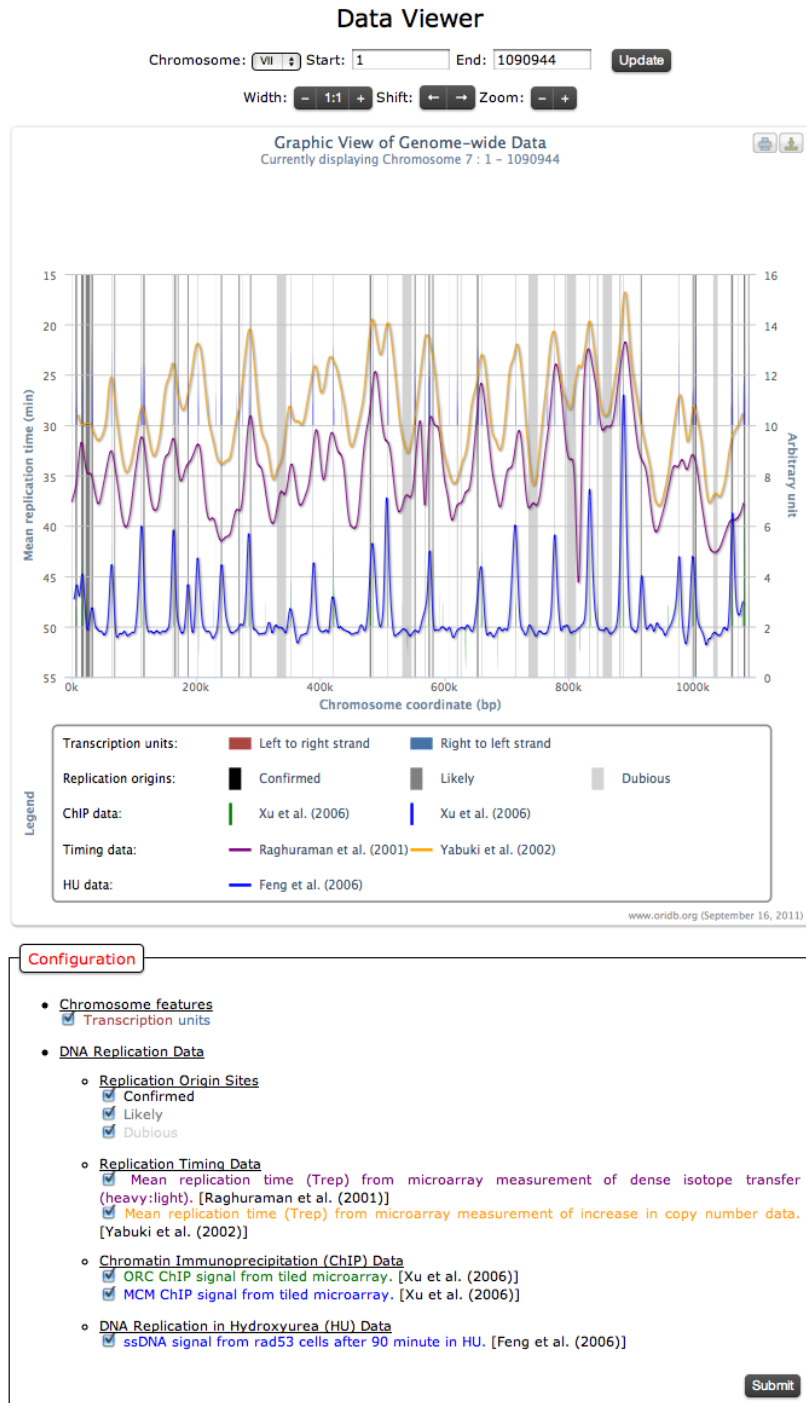 Data Viewer
Chromosome: VII Start: 1 End: 1090944 Update
Width: - 1:1 + Shift: ← → Zoom: - +
Graphic View of Genome-wide Data
Currently displaying Chromosome 7 : 1 - 1090944
Mean replication time (min)
15
20
25
30
35
40
45
50
55
16
14
12
10
8
6
4
2
0
Arbitrary unit
0k 200k 400k 600k 800k 1000k
Chromosome coordinate (bp)
Legend
Transcription units: Left to right strand Right to left strand
Replication origins: Confirmed Likely Dubious
ChIP data: Xu et al. (2006) Xu et al. (2006)
Timing data: Raghuraman et al. (2001) Yabuki et al. (2002)
HU data: Feng et al. (2006)
www.oridb.org (September 16, 2011)
Configuration
• Chromosome features
Transcription units
• DNA Replication Data
Replication Origin Sites
Confirmed
Likely
Dubious
Replication Timing Data
Mean replication time (Trep) from microarray measurement of dense isotope transfer
(heavy:light). [Raghuraman et al. (2001)]
Mean replication time (Trep) from microarray measurement of increase in copy number data.
[Yabuki et al. (2002)]
Chromatin Immunoprecipitation (ChIP) Data
ORC ChIP signal from tiled microarray. [Xu et al. (2006)]
MCM ChIP signal from tiled microarray. [Xu et al. (2006)]
DNA Replication in Hydroxyurea (HU) Data
ssDNA signal from rad53 cells after 90 minute in HU. [Feng et al. (2006)]
Submit